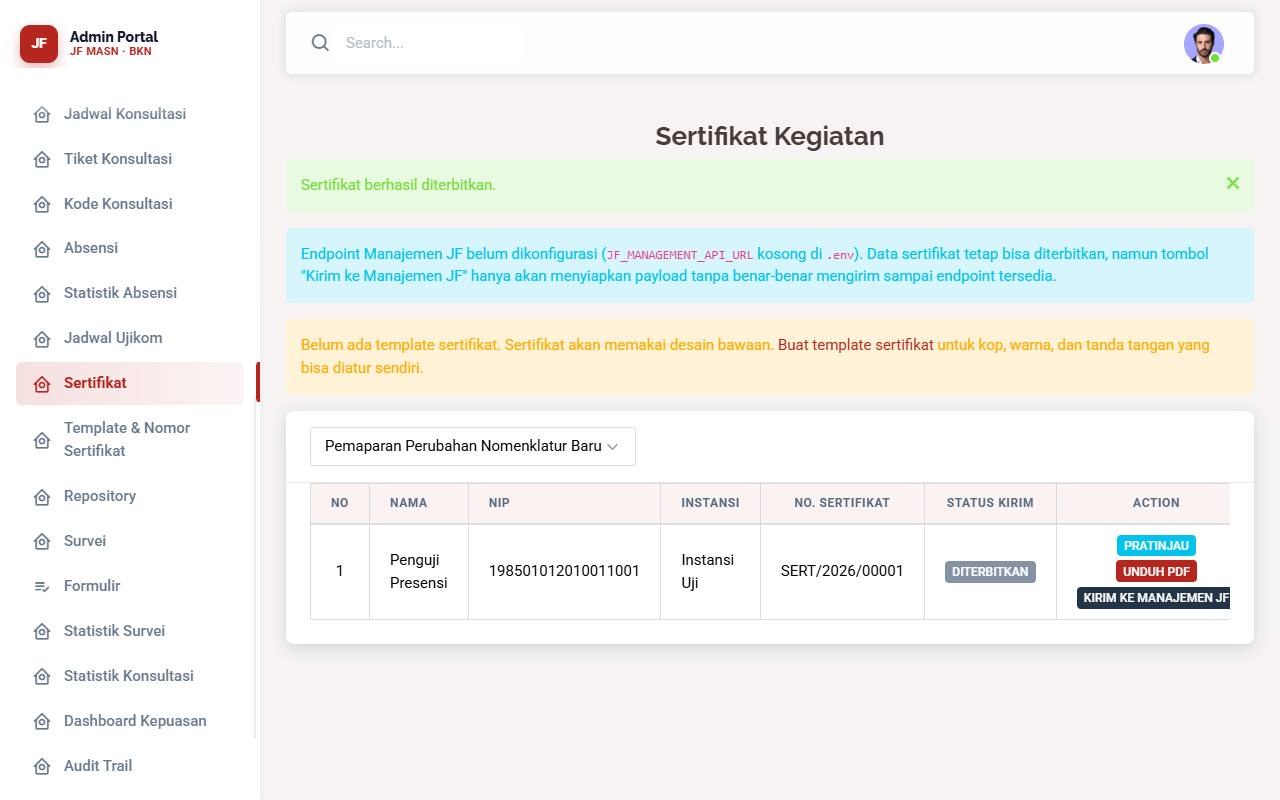 JF
Admin Portal
JF MASN · BKN
Search...
Jadwal Konsultasi
Tiket Konsultasi
Kode Konsultasi
Absensi
Statistik Absensi
Jadwal Ujikom
Sertifikat
Template & Nomor
Sertifikat
Repository
Survei
Formulir
Statistik Survei
Statistik Konsultasi
Dashboard Kepuasan
Audit Trail
Sertifikat Kegiatan
Sertifikat berhasil diterbitkan.
Endpoint Manajemen JF belum dikonfigurasi (JF_MANAGEMENT_API_URL kosong di .env). Data sertifikat tetap bisa diterbitkan, namun tombol
"Kirim ke Manajemen JF" hanya akan menyiapkan payload tanpa benar-benar mengirim sampai endpoint tersedia.
Belum ada template sertifikat. Sertifikat akan memakai desain bawaan. Buat template sertifikat untuk kop, warna, dan tanda tangan yang
bisa diatur sendiri.
Pemaparan Perubahan Nomenklatur Baru
NO NAMA NIP INSTANSI NO. SERTIFIKAT STATUS KIRIM ACTION
1 Penguji Presensi 198501012010011001 Instansi Uji SERT/2026/00001 DITERBITKAN
PRATINJAU
UNDUH PDF
KIRIM KE MANAJEMEN JF